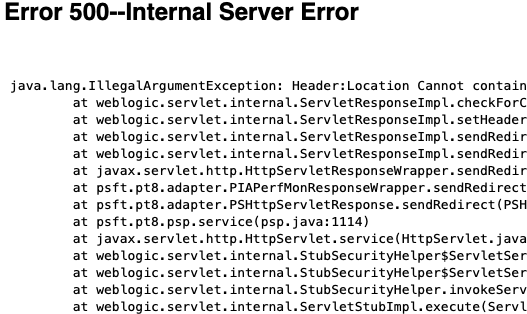 Error 500--Internal Server Error
java.lang.IllegalArgumentException: Header:Location Cannot contain
at weblogic.servlet.internal.ServletResponseImpl.checkForC
at weblogic.servlet.internal.ServletResponseImpl.setHeader
at weblogic.servlet.internal.ServletResponseImpl.sendRedir
at weblogic.servlet.internal.ServletResponseImpl.sendRedir
at javax.servlet.http.HttpServletResponseWrapper.sendRedir
at psft.pt8.adapter.PIAPerfMonResponseWrapper.sendRedirect
at psft.pt8.adapter.PSHttpServletResponse.sendRedirect(PSH
at psft.pt8.psp.service(psp.java:1114)
at javax.servlet.http.HttpServlet.service(HttpServlet.java
at weblogic.servlet.internal.StubSecurityHelper$ServletSer
at weblogic.servlet.internal.StubSecurityHelper$ServletSer
at weblogic.servlet.internal.StubSecurityHelper.invokeServ
at weblogic.servlet.internal.ServletStubImpl.execute(Servl